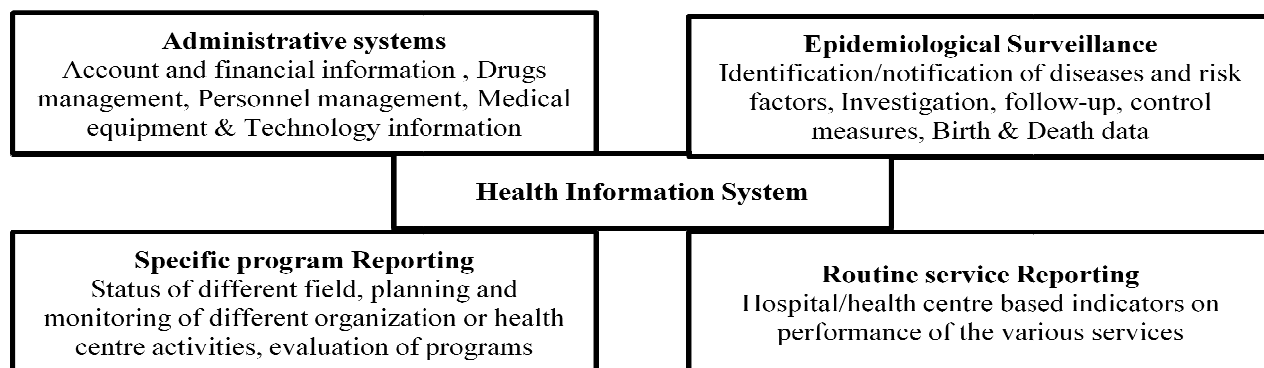 Administrative systems
Account and financial information , Drugs
management, Personnel management, Medical
equipment & Technology information
Epidemiological Surveillance
Identification/notification of diseases and risk
factors, Investigation, follow-up, control
measures, Birth & Death data
Health Information System
Specific program Reporting
Status of different field, planning and
monitoring of different organization or health
centre activities, evaluation of programs
Routine service Reporting
Hospital/health centre based indicators on
performance of the various services